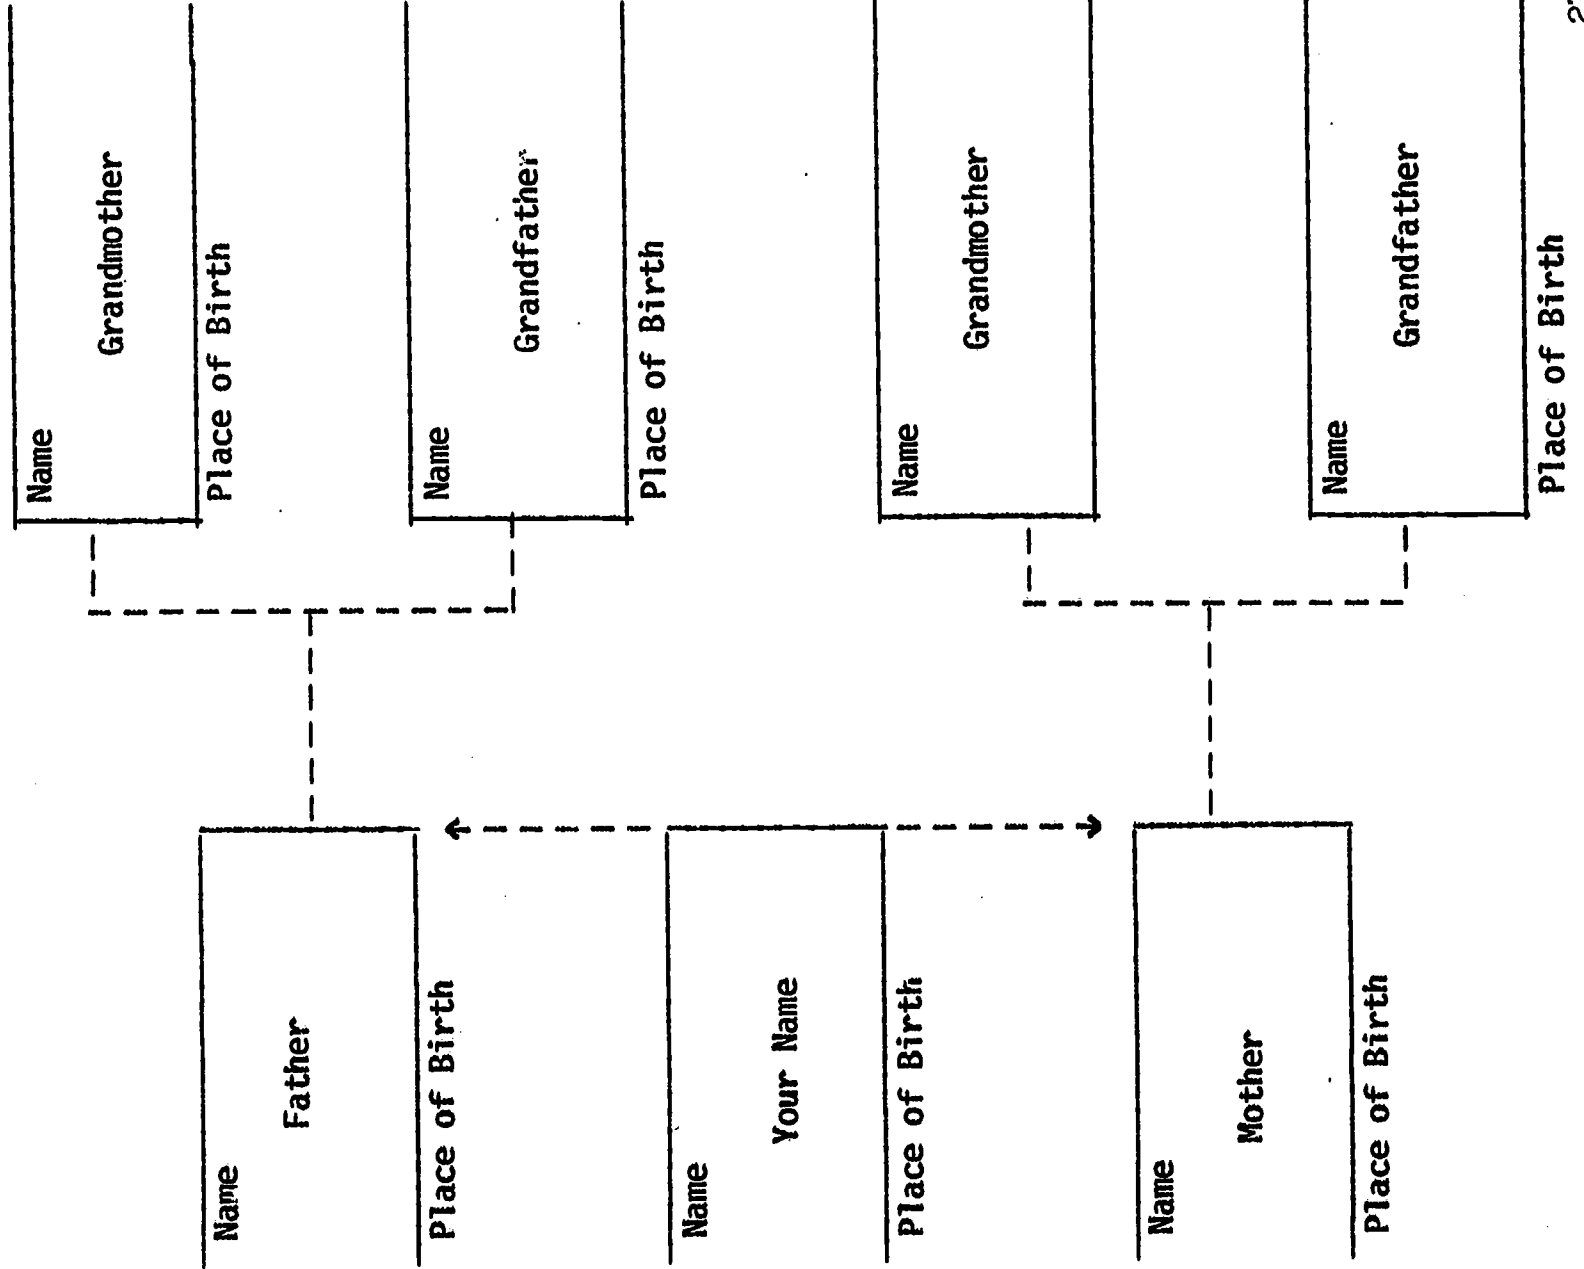 Name
Grandmother
Place of Birth
Name
Father
Place of Birth
Name
Grandfather
Place of Birth
Name
Your Name
Place of Birth
Name
Grandmother
Name
Mother
Place of Birth
Name
Grandfather
Place of Birth